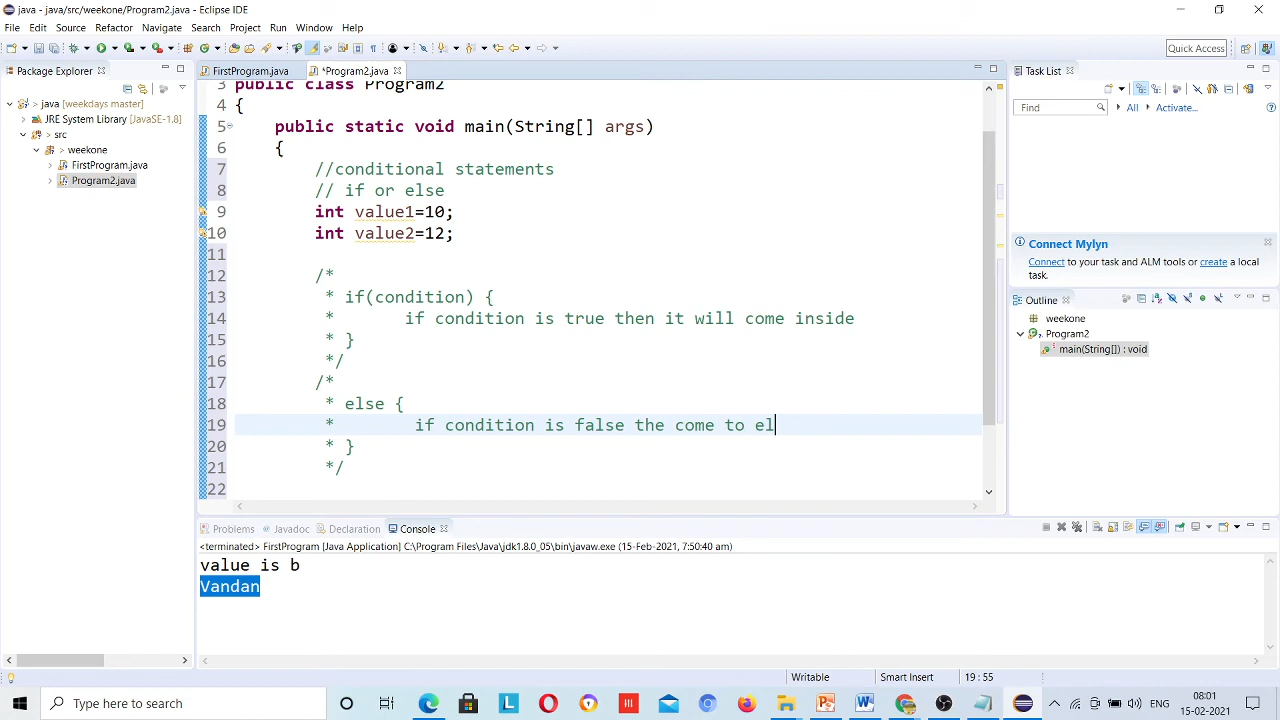 java - java/src/weekone/Program2.java - Eclipse IDE
File Edit Source Refactor Navigate Search Project Run Window Help
Quick Access
Package Explorer
FirstProgram.java
*Program2.java
Task List
> java [weekdays master]
JRE System Library [JavaSE-1.8]
> src
> weekone
FirstProgram.java
Program2.java
3 public class Program2
4 {
5 public static void main(String[] args)
6 {
7 //conditional statements
8 // if or else
9 int value1=10;
10 int value2=12;
11
12 /*
13 * if(condition) {
14 * if condition is true then it will come inside
15 * }
16 */
17 /*
18 * else {
19 * if condition is false the come to el
20 * }
21 */
22
Find All Activate...
Connect Mylyn
Connect to your task and ALM tools or create a local
task.
Outline
weekone
Program2
main(String[]) : void
Problems Javadoc Declaration Console
<terminated> FirstProgram [Java Application] C:\Program Files\Java\jdk1.8.0_05\bin\javaw.exe (15-Feb-2021, 7:50:40 am)
value is b
Vandan
Writable Smart Insert 19 : 55
Type here to search
ENG
08:01
15-02-2021